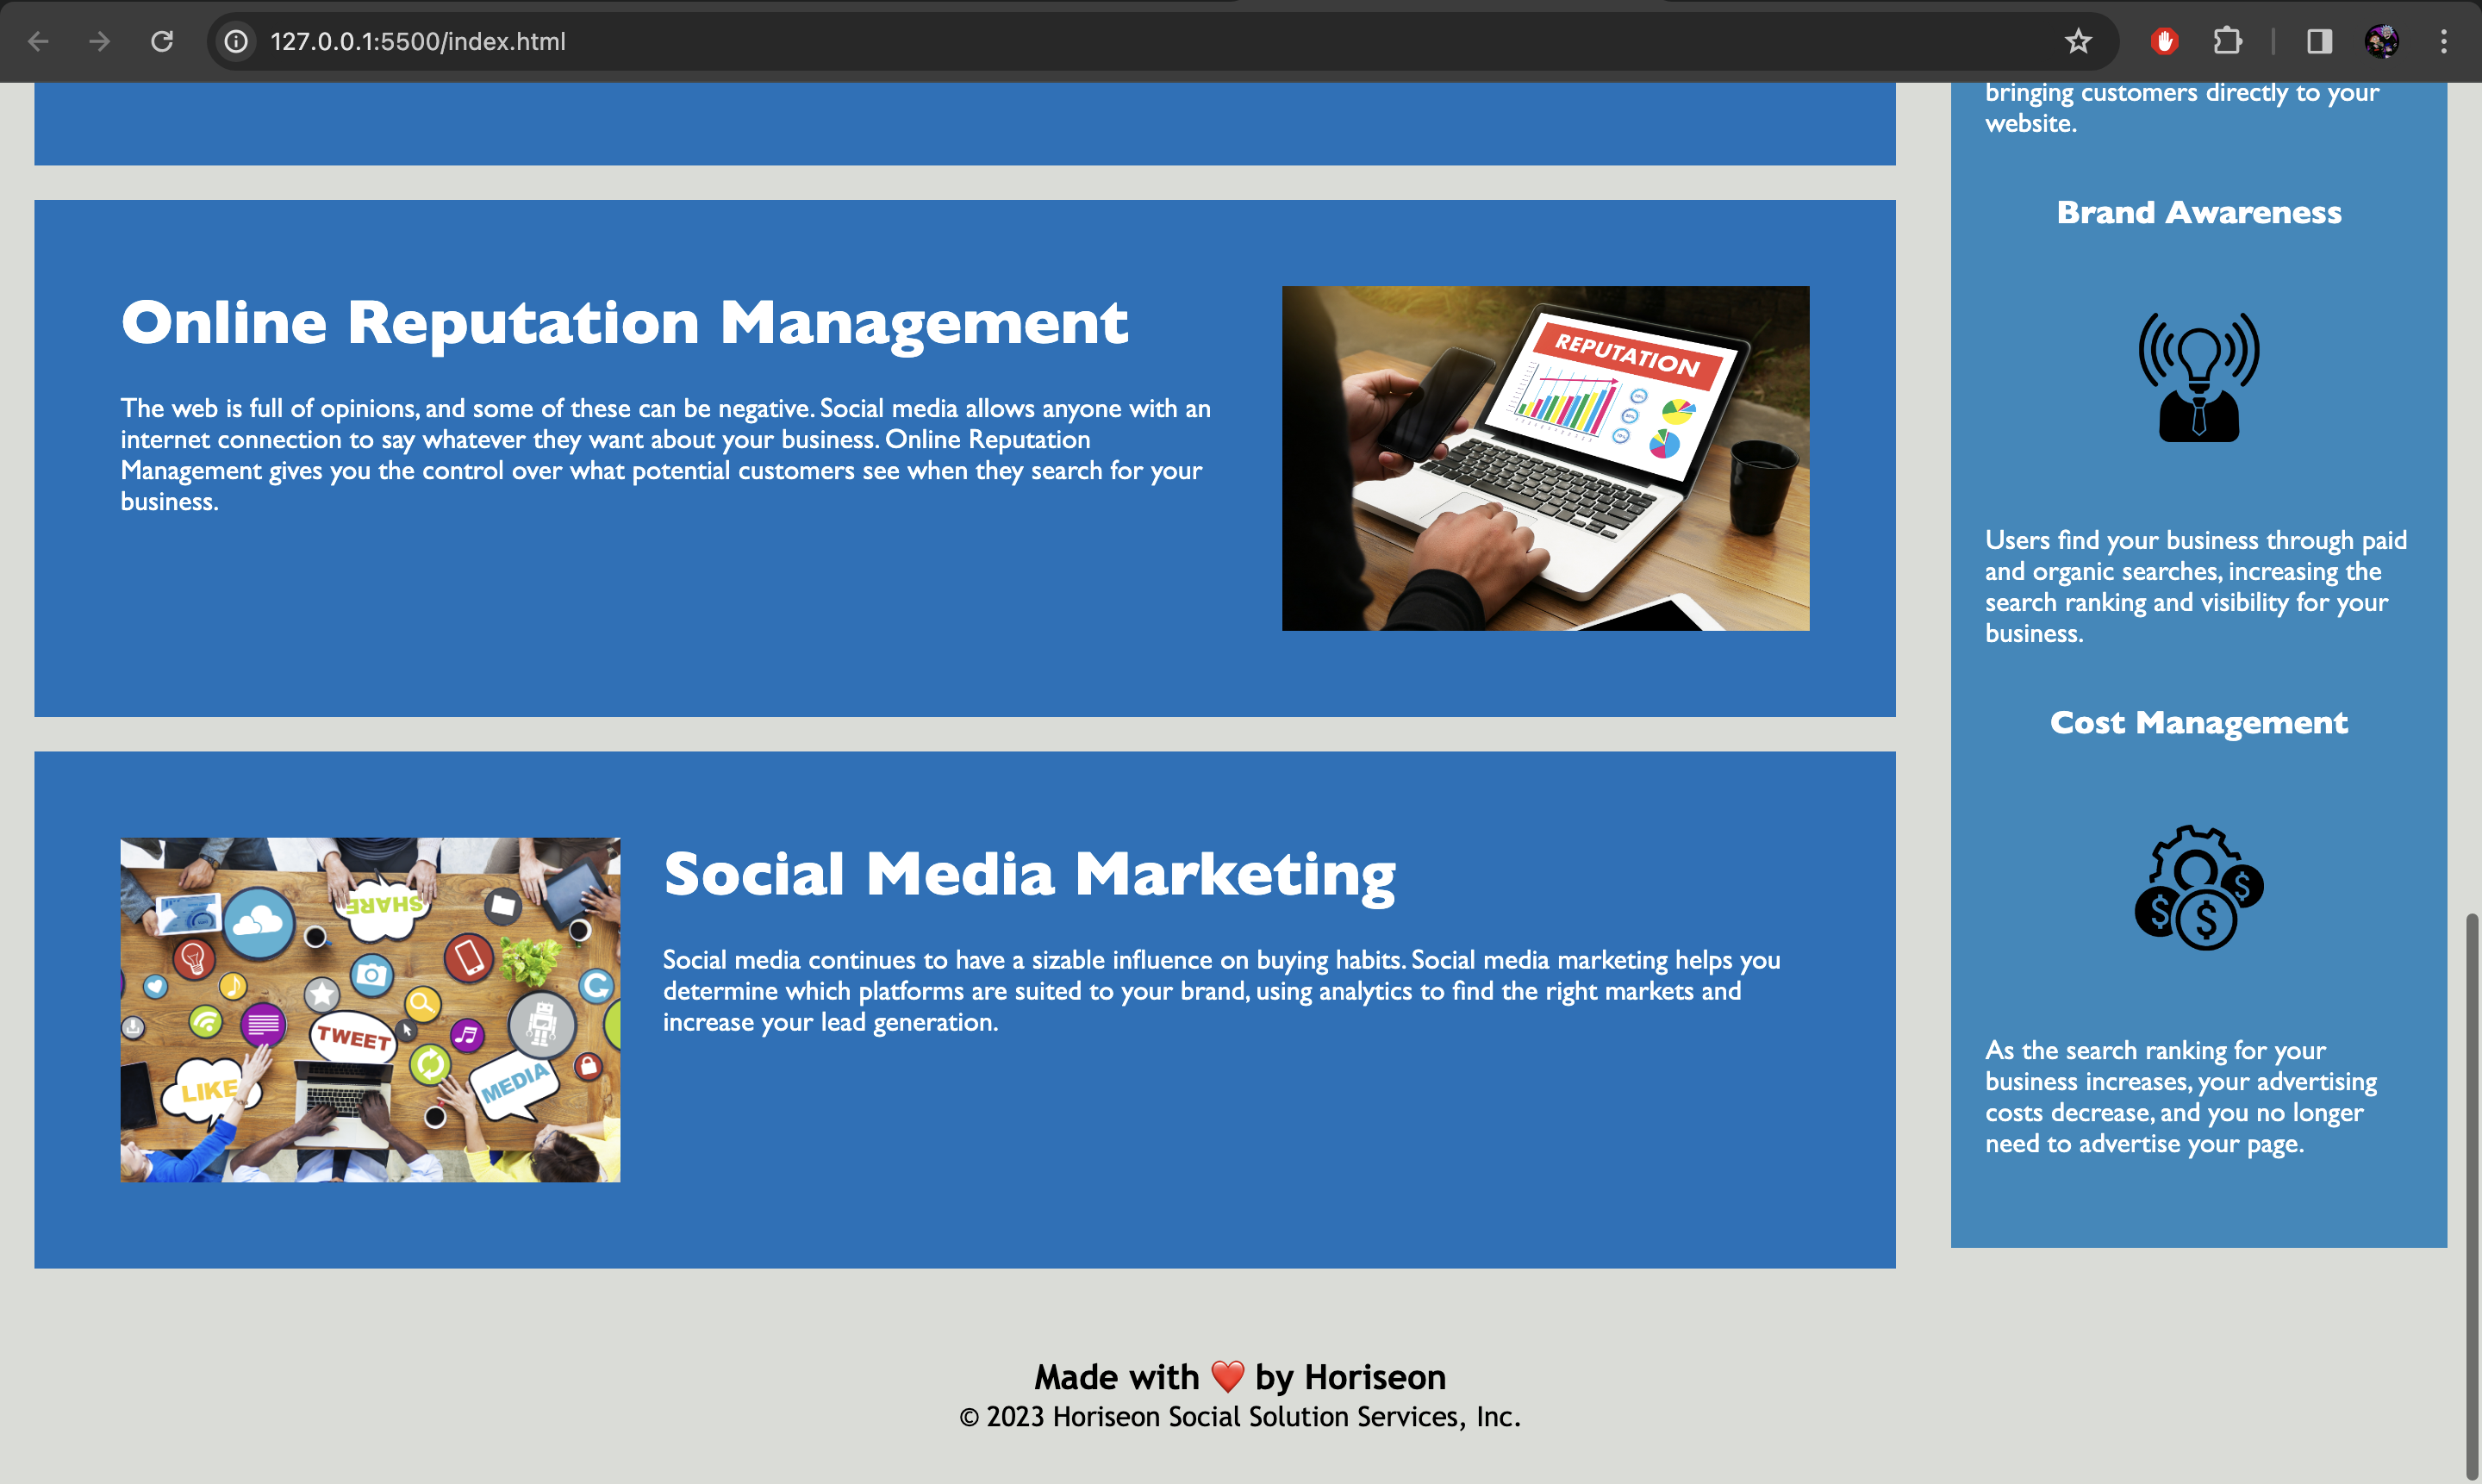 127.0.0.1:5500/index.html
Online Reputation Management
The web is full of opinions, and some of these can be negative. Social media allows anyone with an
internet connection to say whatever they want about your business. Online Reputation
Management gives you the control over what potential customers see when they search for your
business.
REPUTATION
SHARE
TWEET
LIKE
MEDIA
Social Media Marketing
Social media continues to have a sizable influence on buying habits. Social media marketing helps you
determine which platforms are suited to your brand, using analytics to find the right markets and
increase your lead generation.
bringing customers directly to your
website.
Brand Awareness
Users find your business through paid
and organic searches, increasing the
search ranking and visibility for your
business.
Cost Management
$ $ $
As the search ranking for your
business increases, your advertising
costs decrease, and you no longer
need to advertise your page.
Made with ❤️ by Horiseon
© 2023 Horiseon Social Solution Services, Inc.